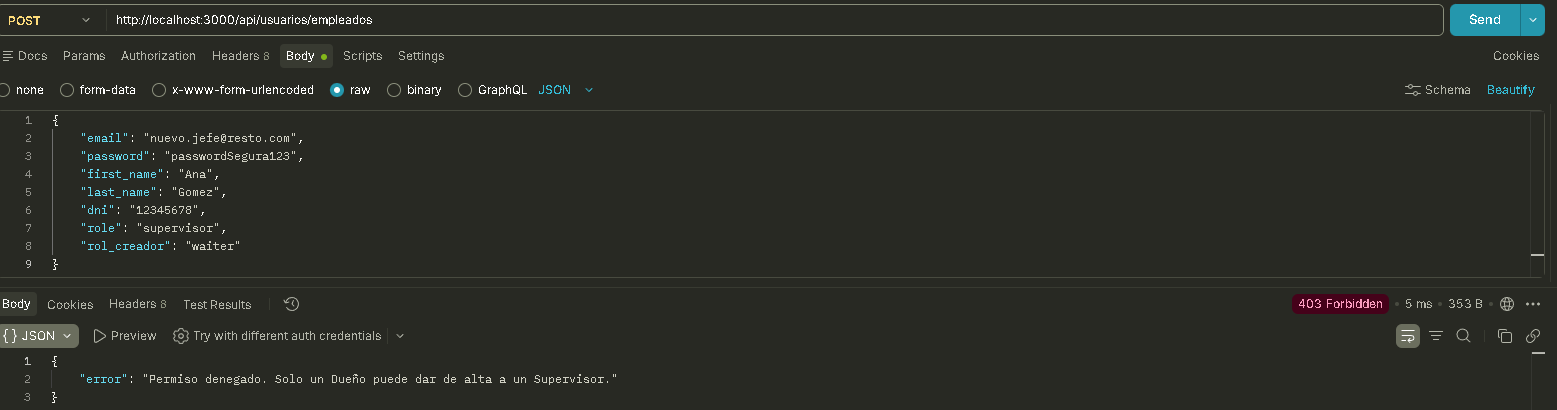 POST http://localhost:3000/api/usuarios/empleados Send
Docs Params Authorization Headers 8 Body Scripts Settings Cookies
none form-data x-www-form-urlencoded raw binary GraphQL JSON Schema Beautify
1 {
2 "email": "nuevo.jefe@resto.com",
3 "password": "passwordSegura123",
4 "first_name": "Ana",
5 "last_name": "Gomez",
6 "dni": "12345678",
7 "role": "supervisor",
8 "rol_creador": "waiter"
9 }
Body Cookies Headers 8 Test Results 403 Forbidden • 5 ms • 353 B •
{} JSON Preview Try with different auth credentials
1 {
2 "error": "Permiso denegado. Solo un Dueño puede dar de alta a un Supervisor."
3 }